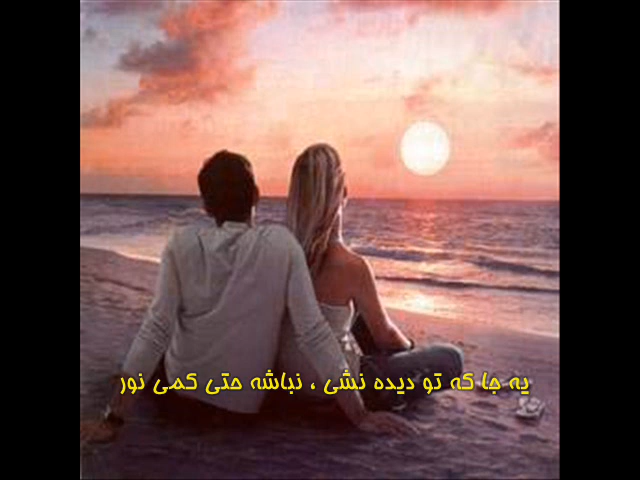 یه جا که تو دیده نشی ، نباشه حتی کمی نور